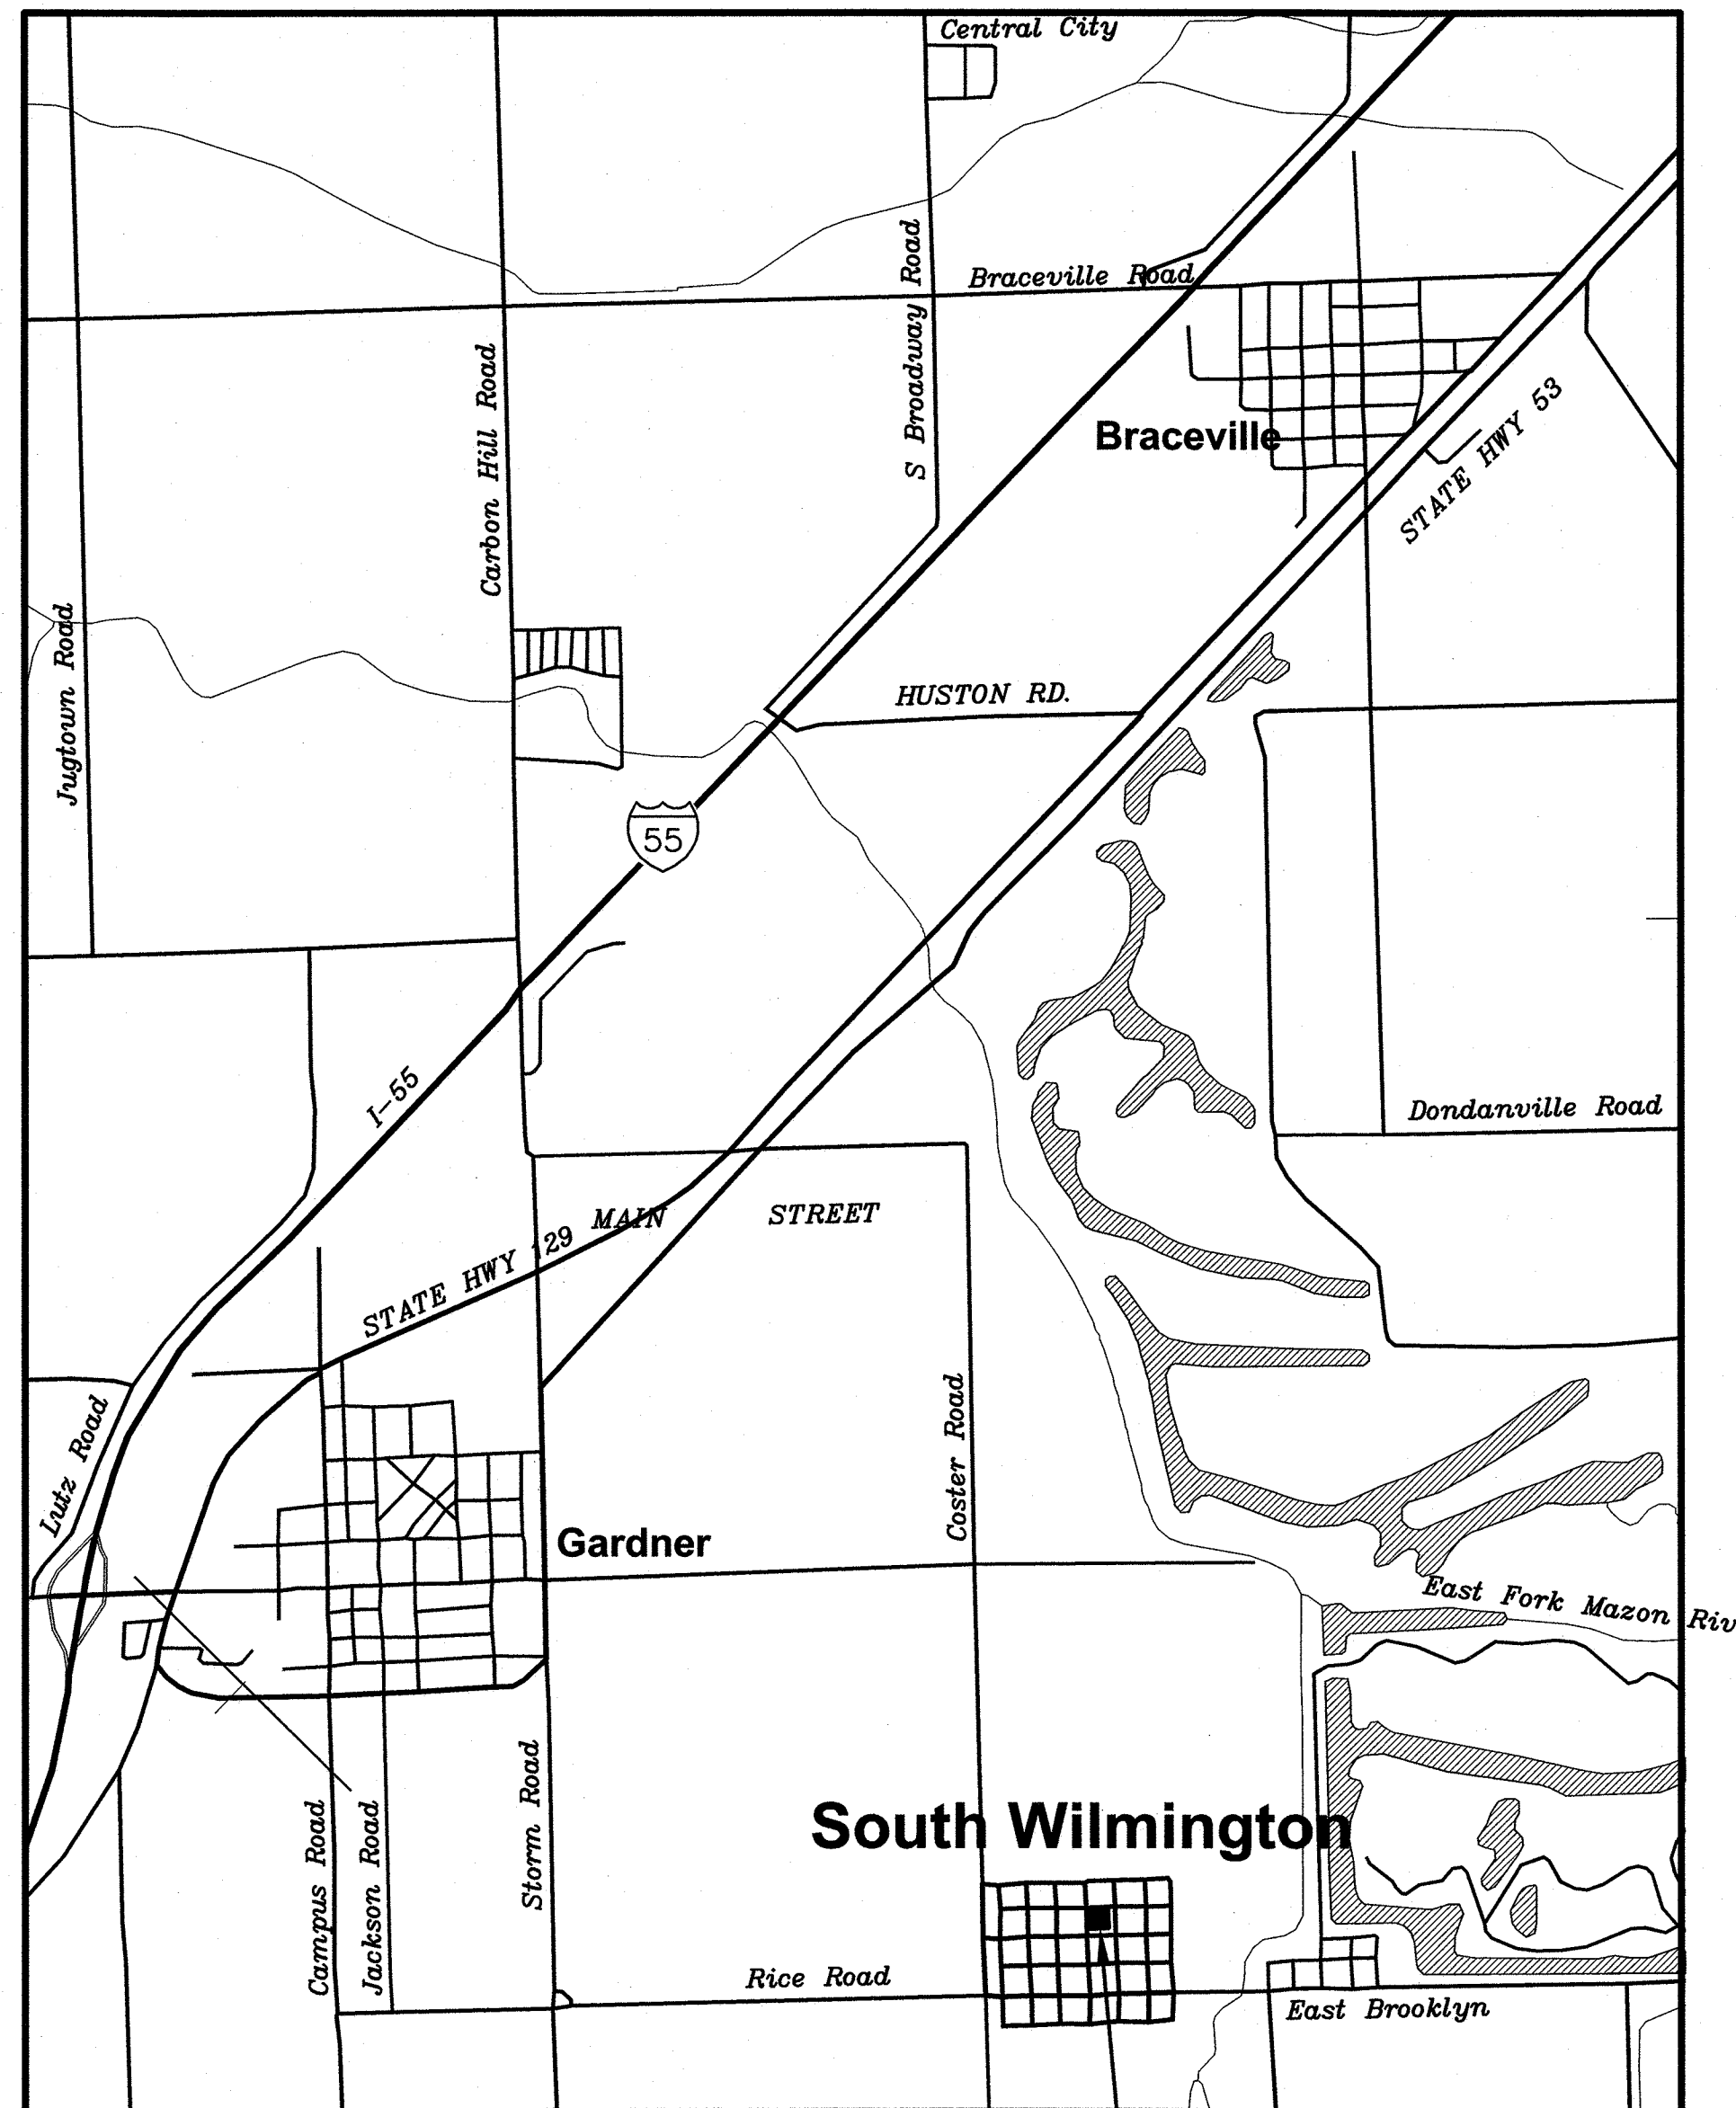 Central City
S Broadway Road
Braceville Road
Carbon Hill Road
Braceville
STATE HWY 53
Jugtown Road
HUSTON RD.
55
I-55
Dondanville Road
MAIN STREET
STATE HWY 129
Lutz Road
Coster Road
Gardner
East Fork Mazon Riv
Storm Road
Campus Road
Jackson Road
South Wilmington
Rice Road
East Brooklyn